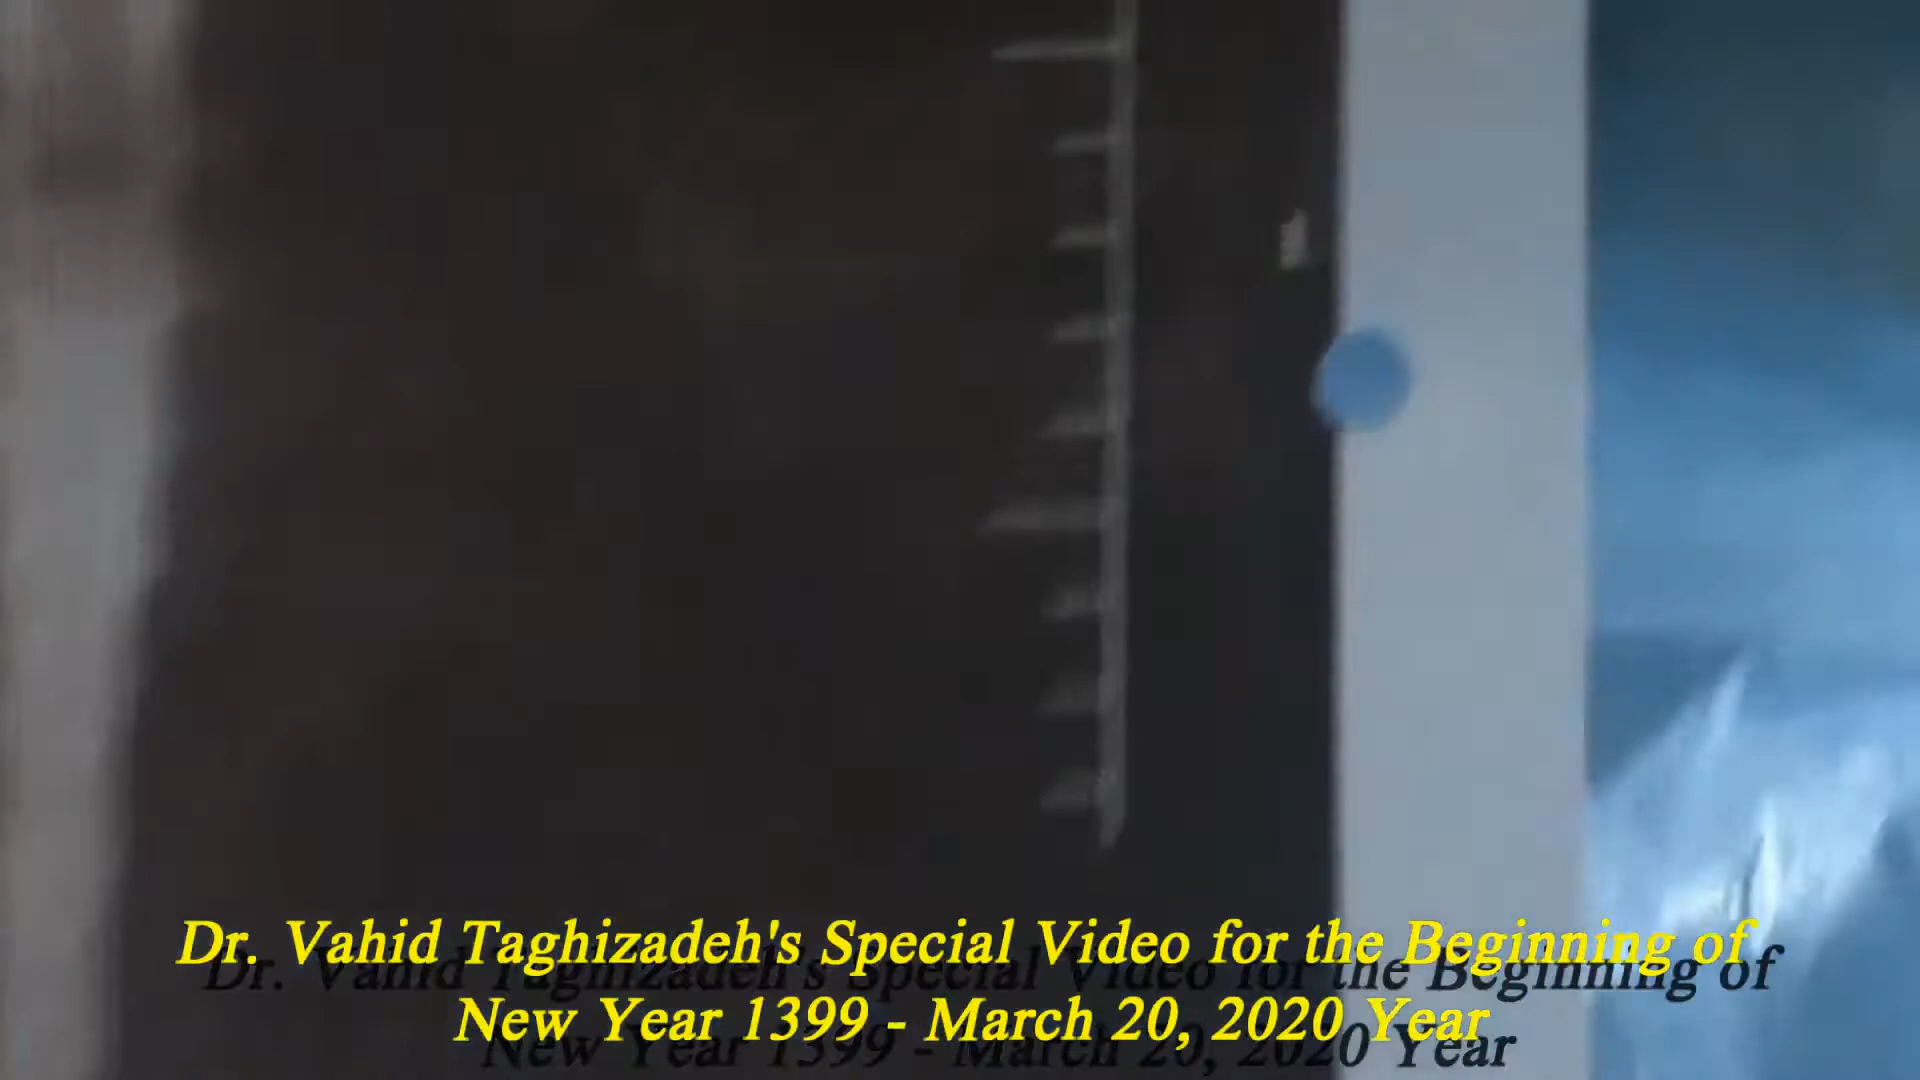 Dr. Vahid Taghizadeh's Special Video for the Beginning of
New Year 1399 - March 20, 2020 Year